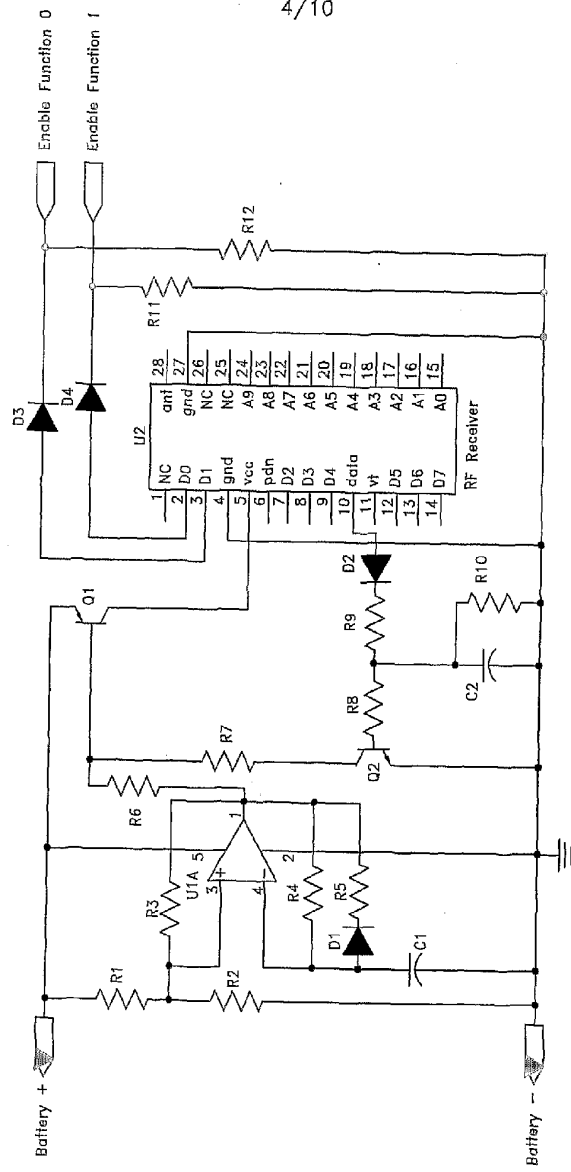 4/10
Enable Function 0
Enable Function 1
D3
D4
R12
R11
U2
1 NC
2 D0
3 D1
4 gnd
5 vcc
6 pdn
7 D2
8 D3
9 D4
10 data
11 vt
12 D5
13 D6
14 D7
ant 28
gnd 27
NC 26
NC 25
A9 24
A8 23
A7 22
A6 21
A5 20
A4 19
A3 18
A2 17
A1 16
A0 15
RF Receiver
Q1
D2
R9
R10
R8
C2
R7
Q2
R6
R3
U1A
5
3
+
1
4
−
2
R4
R5
D1
C1
R1
R2
Battery +
Battery -